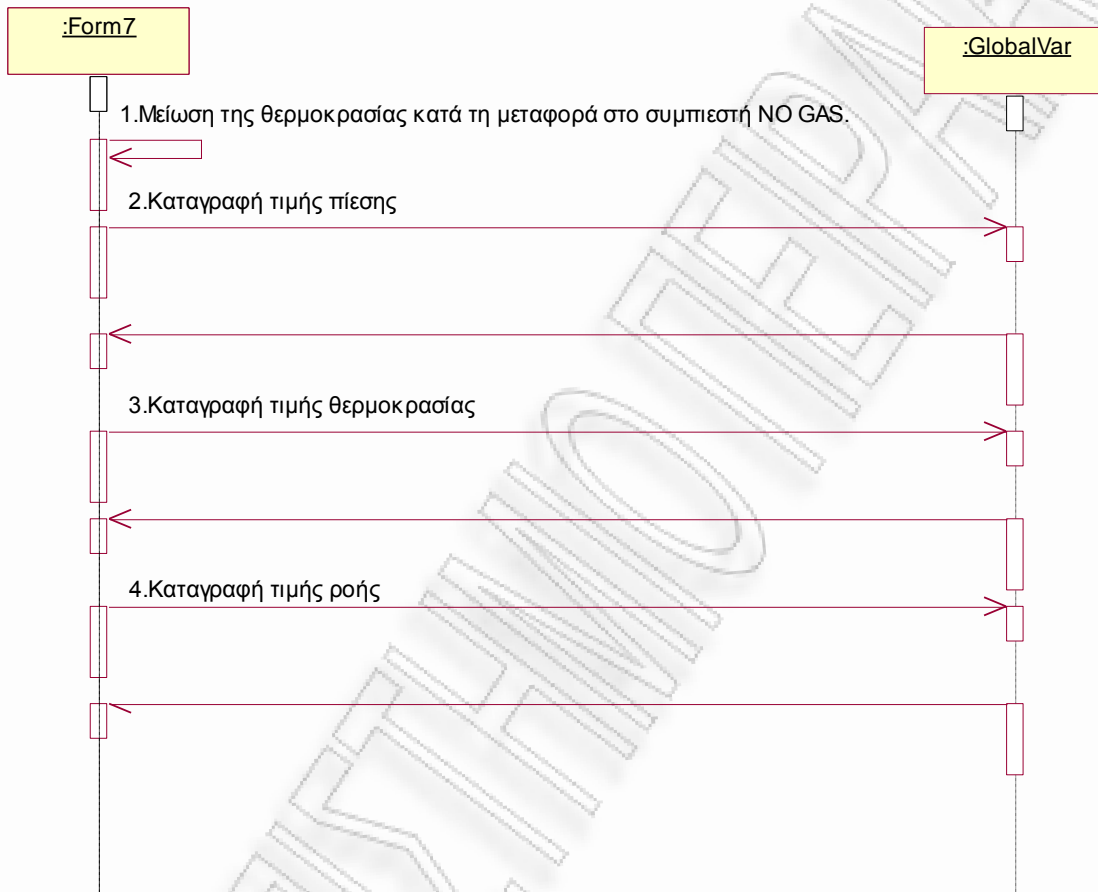 :Form7
:GlobalVar
1.Μείωση της θερμοκρασίας κατά τη μεταφορά στο συμπιεστή NO GAS.
2.Καταγραφή τιμής πίεσης
3.Καταγραφή τιμής θερμοκρασίας
4.Καταγραφή τιμής ροής